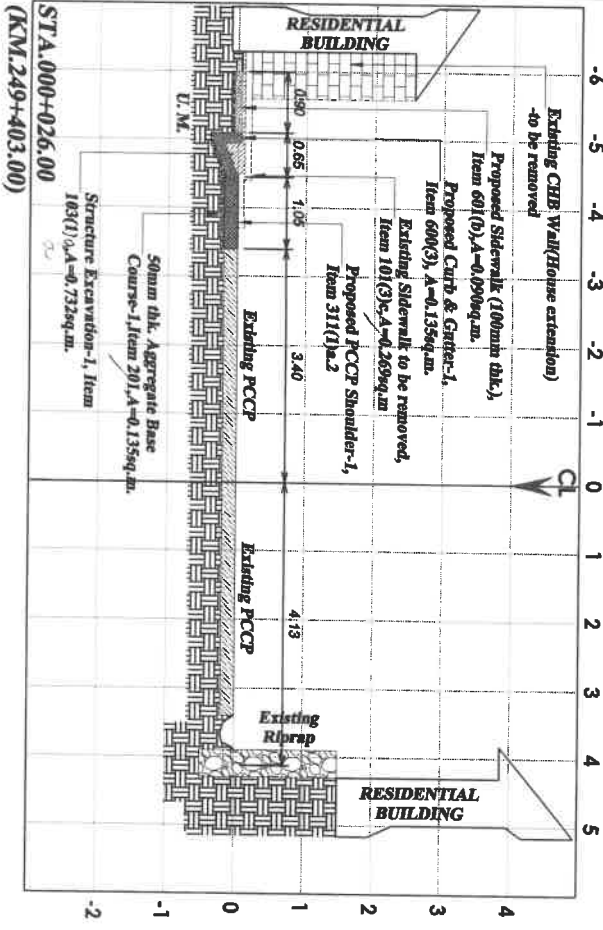 -6 -5 -4 -3 -2 -1 0 1 2 3 4 5
CL
RESIDENTIAL
BUILDING
Existing CHB Wall(House extension)
-to be removed
Proposed Sidewalk (100mm thk.),
Item 601(b),A=0.090sq.m.
Proposed Curb & Gutter-1,
Item 600(3), A=0.135sq.m.
Existing Sidewalk to be removed,
Item 101(3)c,A=0.269sq.m
Proposed PCCP Shoulder-1,
Item 311(1)a.2
0.90
0.65
1.05
3.40
4.13
Existing PCCP
Existing PCCP
Existing
Riprap
RESIDENTIAL
BUILDING
U. M.
50mm thk. Aggregate Base
Course-1,Item 201,A=0.135sq.m.
Structure Excavation-1, Item
103(1)a,A=0.732sq.m.
a
4
3
2
1
0
-1
-2
STA.000+026.00
(KM.249+403.00)